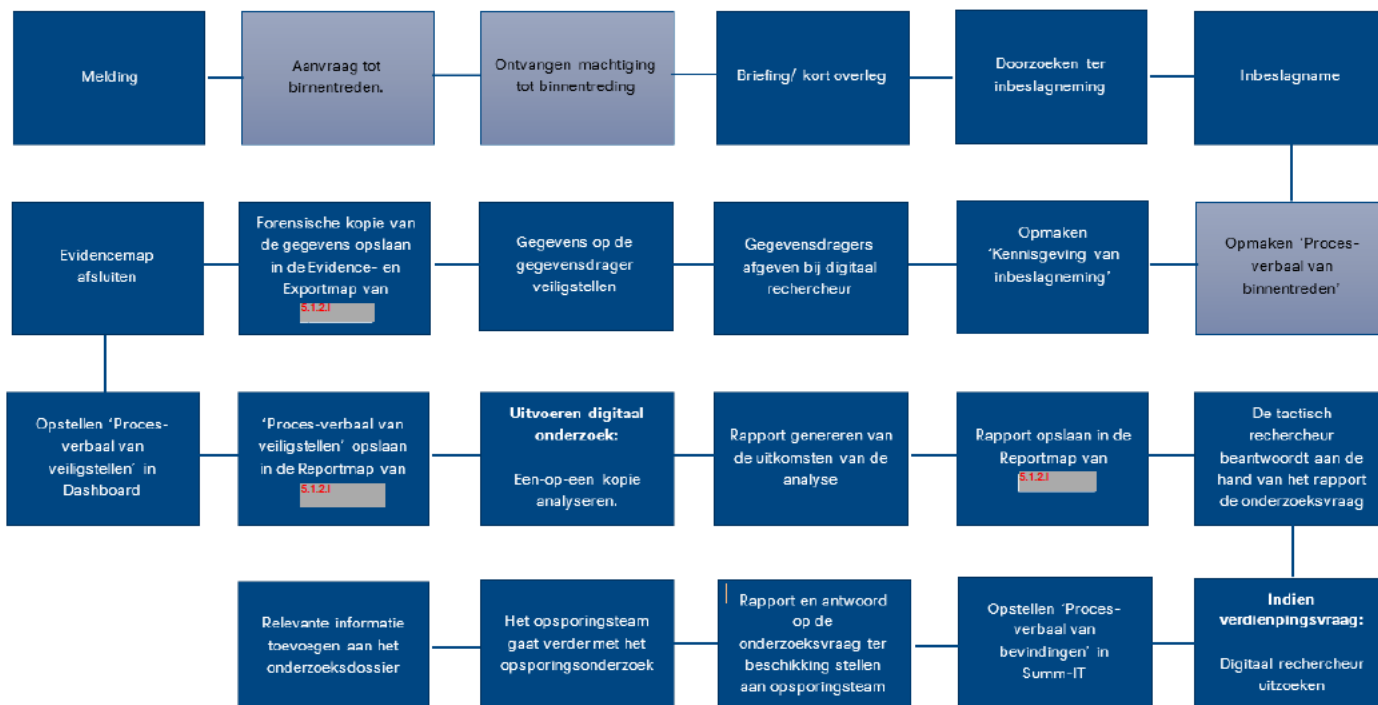 Melding
Aanvraag tot
binnentreden.
Ontvangen machtiging
tot binnentreding
Briefing/ kort overleg
Doorzoeken ter
inbeslagneming
Inbeslagname
Evidencemap
afsluiten
Forensische kopie van
de gegevens opslaan
in de Evidence- en
Exportmap van
5.1.2.I
Gegevens op de
gegevensdrager
veiligstellen
Gegevensdragers
afgeven bij digitaal
rechercheur
Opmaken
‘Kennisgeving van
inbeslagneming’
Opmaken ‘Proces-
verbaal van
binnentreden’
Opstellen ‘Proces-
verbaal van
veiligstellen’ in
Dashboard
‘Proces-verbaal van
veiligstellen’ opslaan
in de Reportmap van
5.1.2.I
Uitvoeren digitaal
onderzoek:
Een-op-een kopie
analyseren.
Rapport genereren van
de uitkomsten van de
analyse
Rapport opslaan in de
Reportmap van
5.1.2.I
De tactisch
rechercheur
beantwoordt aan de
hand van het rapport
de onderzoeksvraag
Relevante informatie
toevoegen aan het
onderzoeksdossier
Het opsporingsteam
gaat verder met het
opsporingsonderzoek
Rapport en antwoord
op de
onderzoeksvraag ter
beschikking stellen
aan opsporingsteam
Opstellen ‘Proces-
verbaal van
bevindingen’ in
Summ-IT
Indien
verdienpingsvraag:
Digitaal rechercheur
uitzoeken